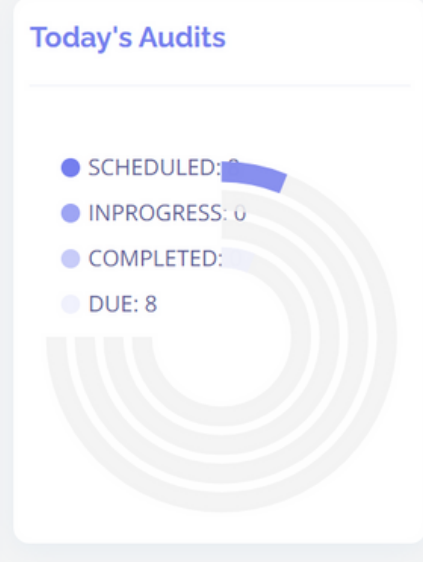 Today's Audits
SCHEDULED:
INPROGRESS: 0
COMPLETED:
DUE: 8